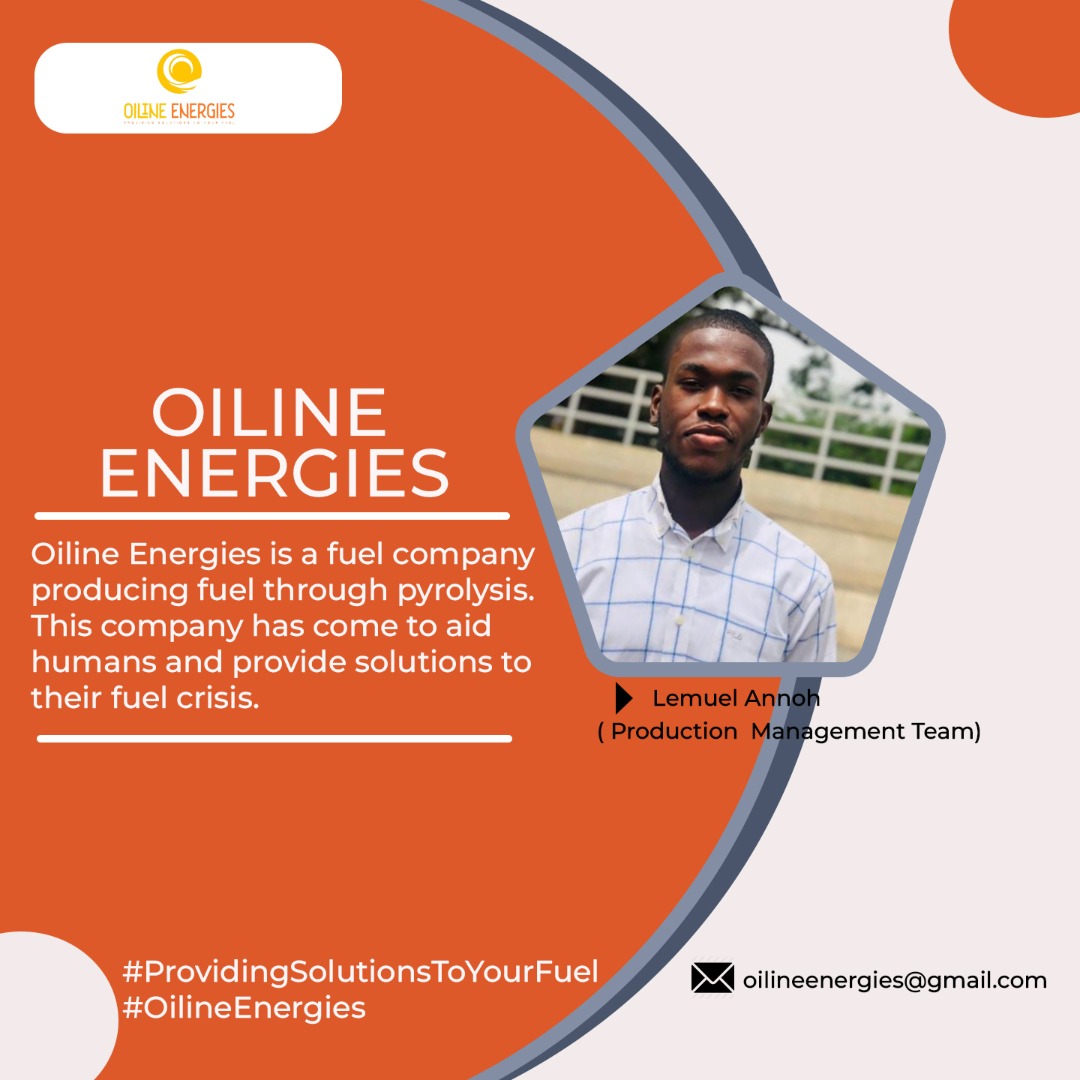 OILINE ENERGIES
OILINE
ENERGIES
Oiline Energies is a fuel company
producing fuel through pyrolysis.
This company has come to aid
humans and provide solutions to
their fuel crisis.
Lemuel Annoh
( Production Management Team)
#ProvidingSolutionsToYourFuel
#OilineEnergies
oilineenergies@gmail.com